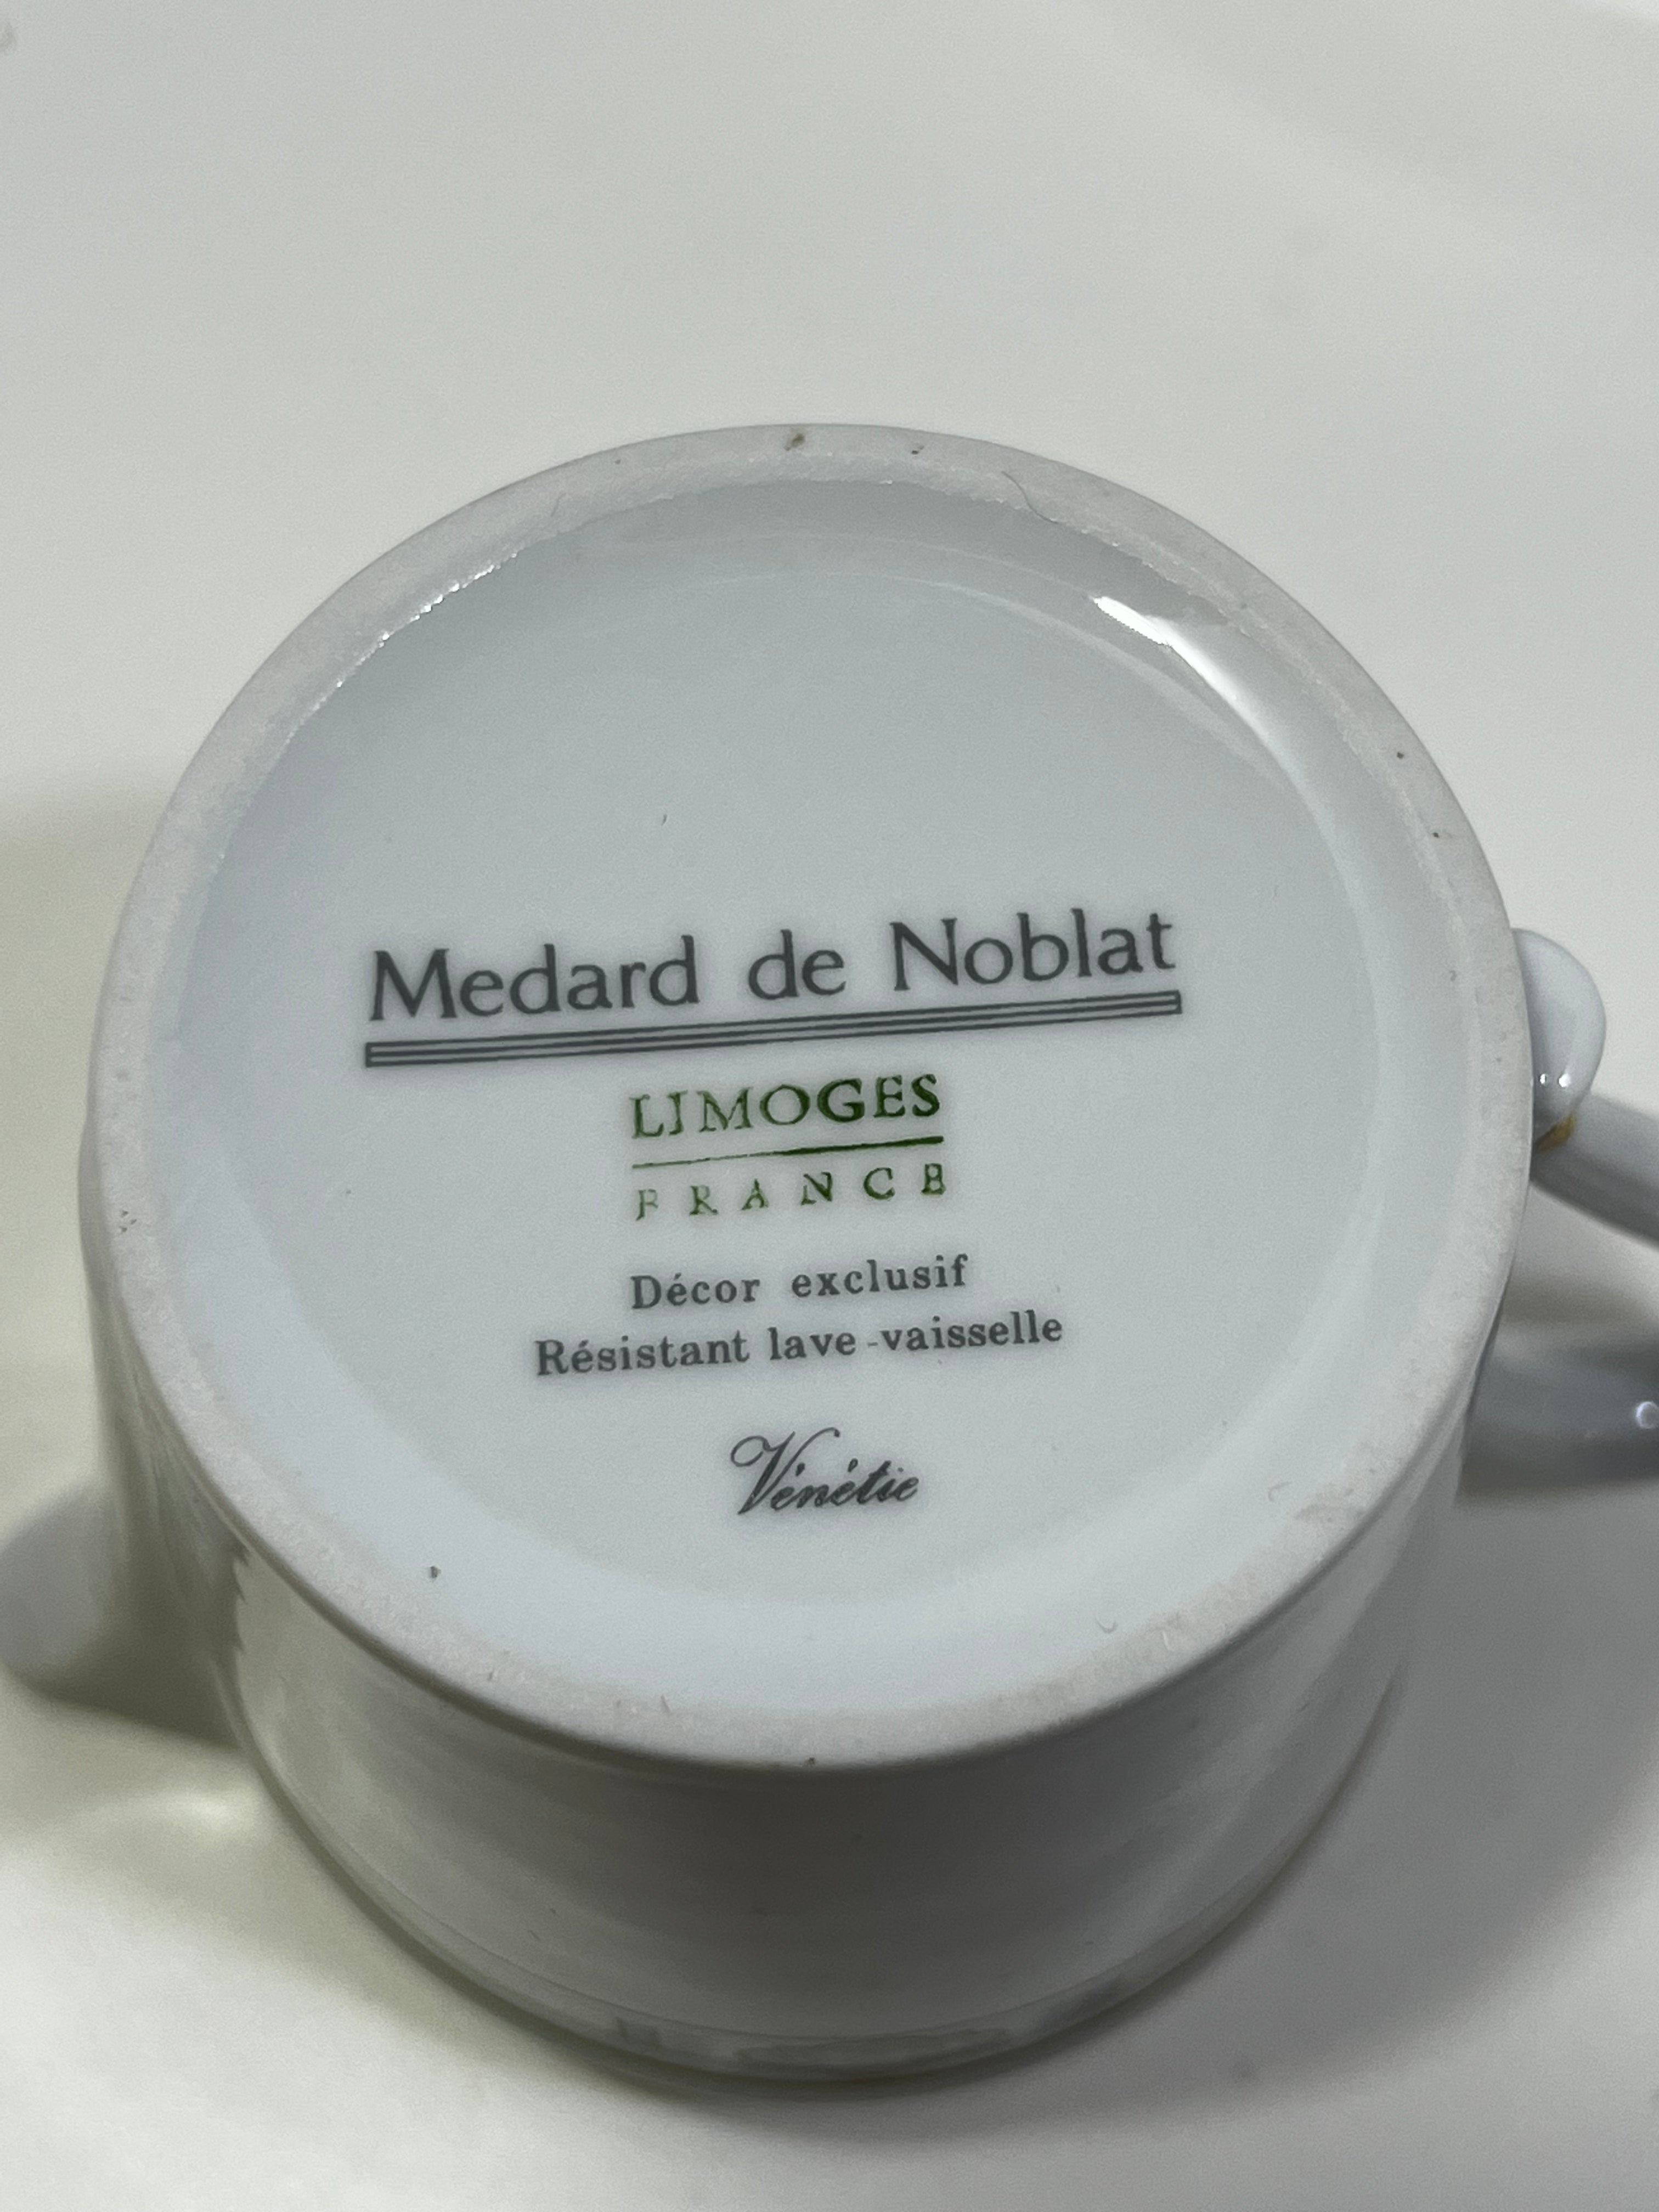 Medard de Noblat
LIMOGES
FRANCE
Décor exclusif
Résistant lave-vaisselle
Vénétie